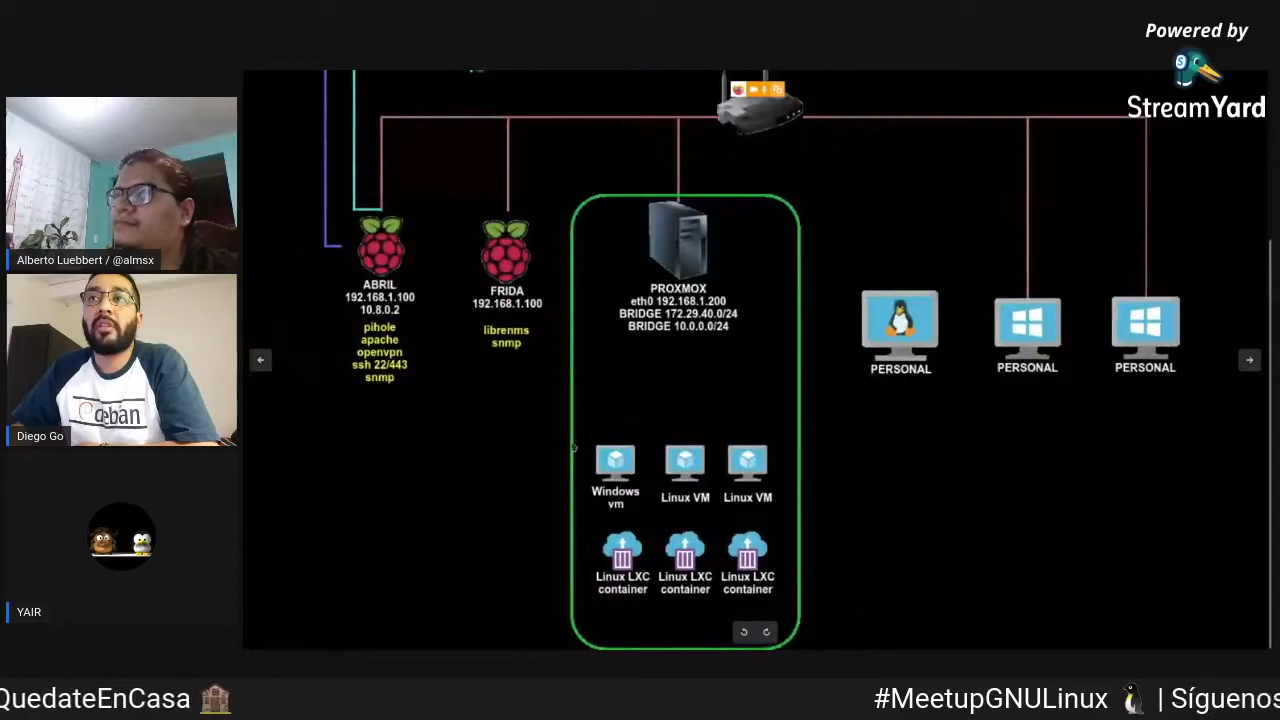 Powered by
StreamYard
Alberto Luebbert / @almsx
debian
Diego Go
YAIR
ABRIL
192.168.1.100
10.8.0.2
pihole
apache
openvpn
ssh 22/443
snmp
FRIDA
192.168.1.100
librenms
snmp
PROXMOX
eth0 192.168.1.200
BRIDGE 172.29.40.0/24
BRIDGE 10.0.0.0/24
Windows
vm
Linux VM
Linux VM
Linux LXC
container
Linux LXC
container
Linux LXC
container
PERSONAL
PERSONAL
PERSONAL
QuedateEnCasa
#MeetupGNULinux | Síguenos